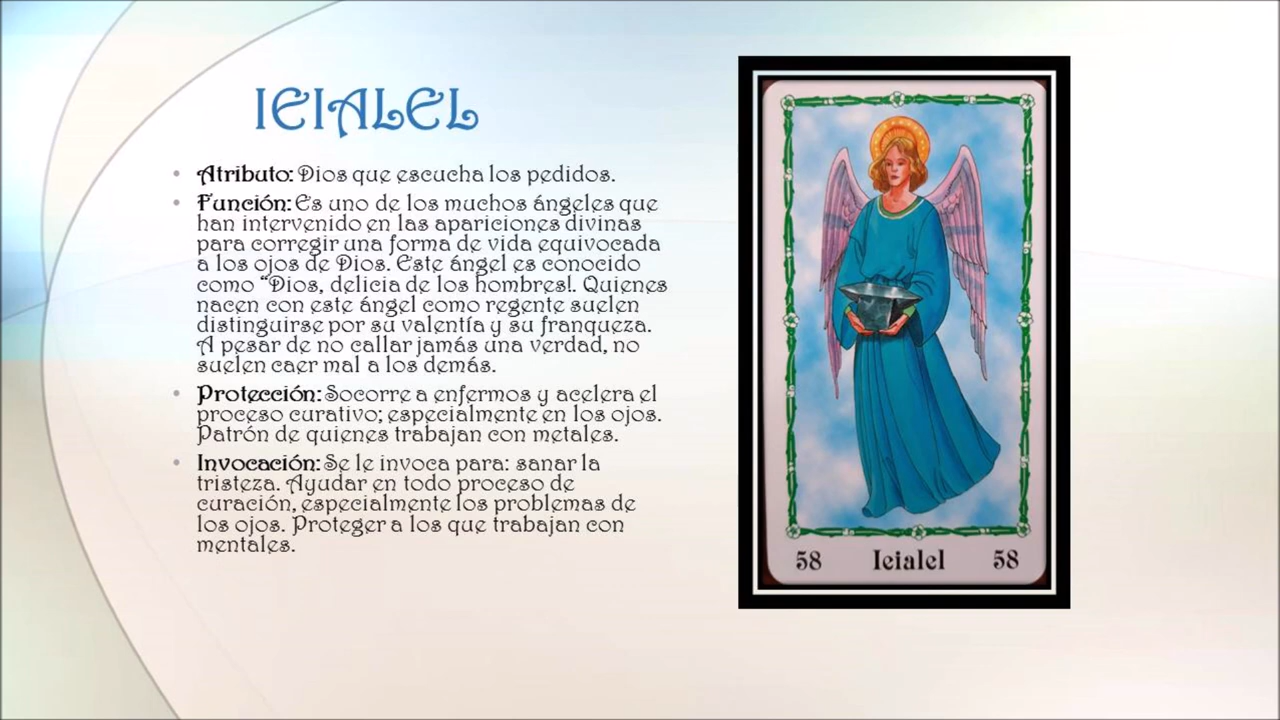 IEIALEL
• Atributo: Dios que escucha los pedidos.
• Función: Es uno de los muchos ángeles que
han intervenido en las apariciones divinas
para corregir una forma de vida equivocada
a los ojos de Dios. Este ángel es conocido
como “Dios, delicia de los hombres!. Quienes
nacen con este ángel como regente suelen
distinguirse por su valentía y su franqueza.
A pesar de no callar jamás una verdad, no
suelen caer mal a los demás.
• Protección: Socorre a enfermos y acelera el
proceso curativo; especialmente en los ojos.
Patrón de quienes trabajan con metales.
• Invocación: Se le invoca para: sanar la
tristeza. Ayudar en todo proceso de
curación, especialmente los problemas de
los ojos. Proteger a los que trabajan con
mentales.
58 Ieialel 58